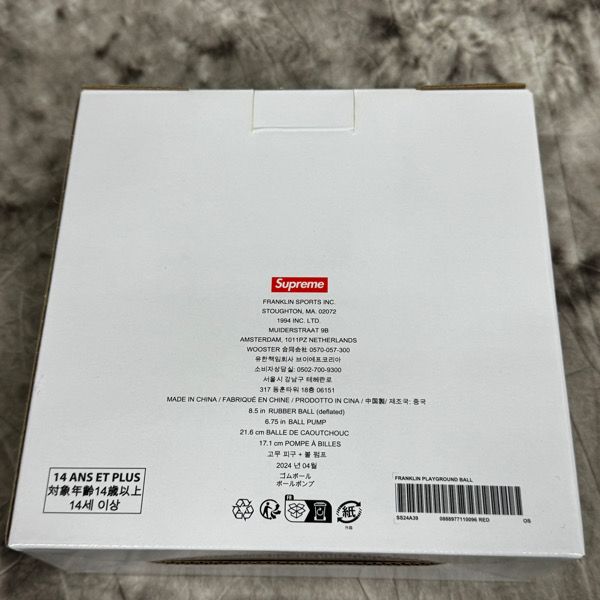 Supreme
FRANKLIN SPORTS INC.
STOUGHTON, MA. 02072
1994 INC. LTD.
MUIDERSTRAAT 9B
AMSTERDAM, 1011PZ NETHERLANDS
WOOSTER 合同会社 0570-057-300
유한책임회사 브이에프코리아
소비자상담실: 0502-700-9300
서울시 강남구 테헤란로
317 동훈타워 18층 06151
MADE IN CHINA / FABRIQUÉ EN CHINE / PRODOTTO IN CINA / 中国製 / 제조국: 중국
8.5 in RUBBER BALL (deflated)
6.75 in BALL PUMP
21.6 cm BALLE DE CAOUTCHOUC
17.1 cm POMPE À BILLES
고무 피구 + 볼 펌프
2024 년 04월
ゴムボール
ボールポンプ
14 ANS ET PLUS
対象年齢14歳以上
14세 이상
FR
紙
外箱
FRANKLIN PLAYGROUND BALL
SS24A39 0888977110096 RED OS